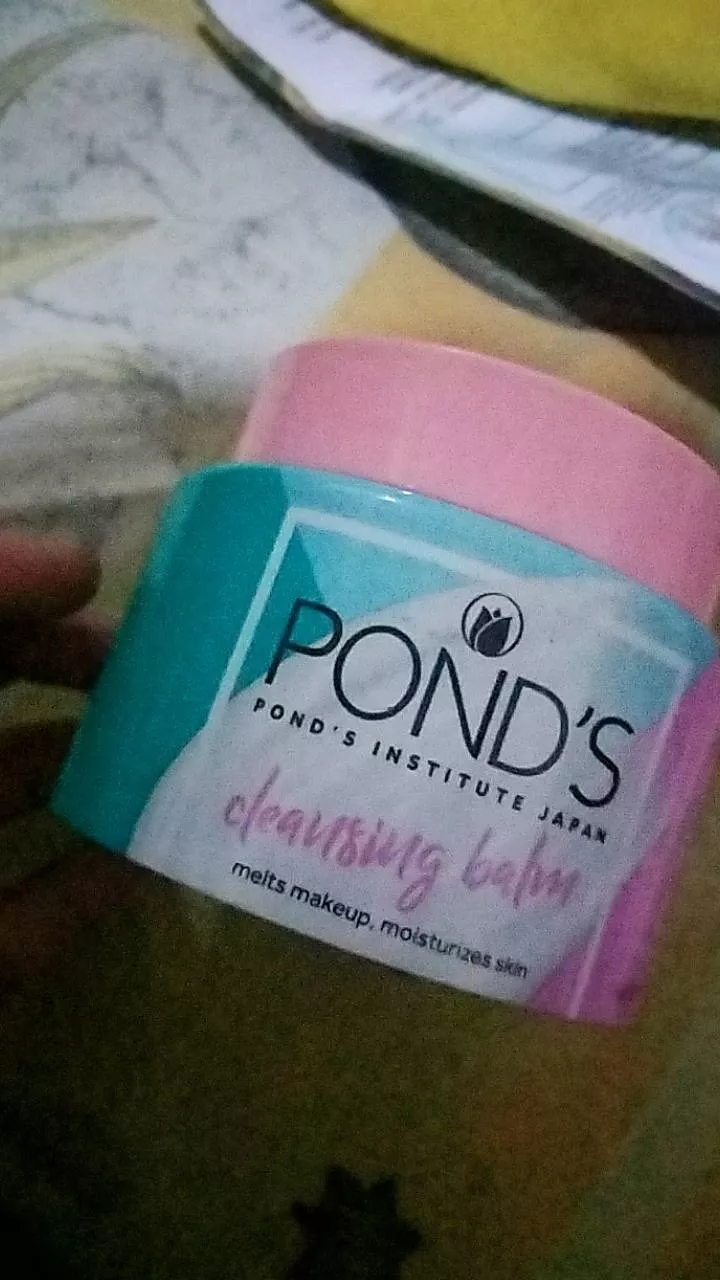 POND'S
POND'S INSTITUTE JAPAN
cleansing balm
melts makeup, moisturizes skin